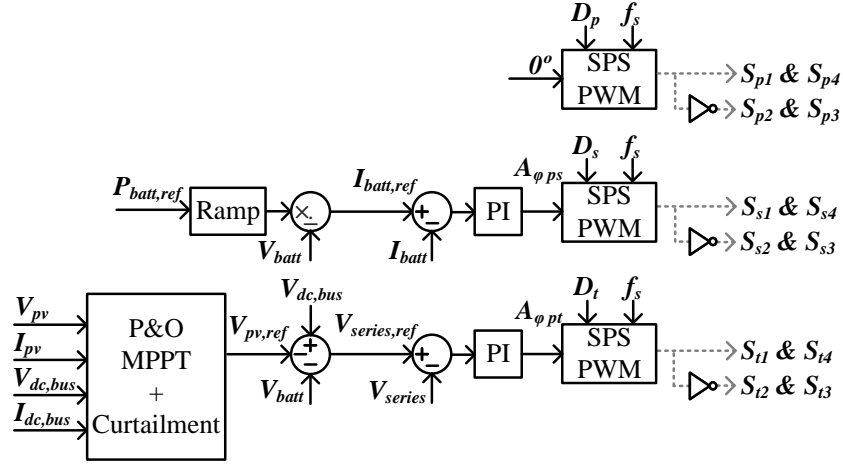 D_p f_s
0° SPS PWM S_p1 & S_p4
S_p2 & S_p3
P_batt,ref Ramp ×÷ I_batt,ref + − PI A_φ ps D_s f_s SPS PWM S_s1 & S_s4
V_batt I_batt S_s2 & S_s3
V_pv
I_pv
V_dc,bus
I_dc,bus
P&O
MPPT
+
Curtailment
V_pv,ref V_dc,bus − + − V_series,ref + − PI A_φ pt D_t f_s SPS PWM S_t1 & S_t4
V_batt V_series S_t2 & S_t3